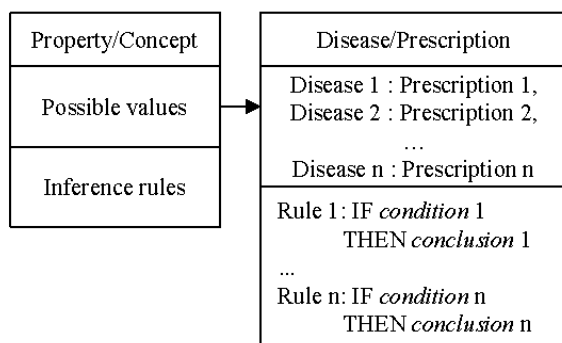 Property/Concept
Possible values
Inference rules
Disease/Prescription
Disease 1 : Prescription 1,
Disease 2 : Prescription 2,
...
Disease n : Prescription n
Rule 1: IF condition 1
THEN conclusion 1
...
Rule n: IF condition n
THEN conclusion n